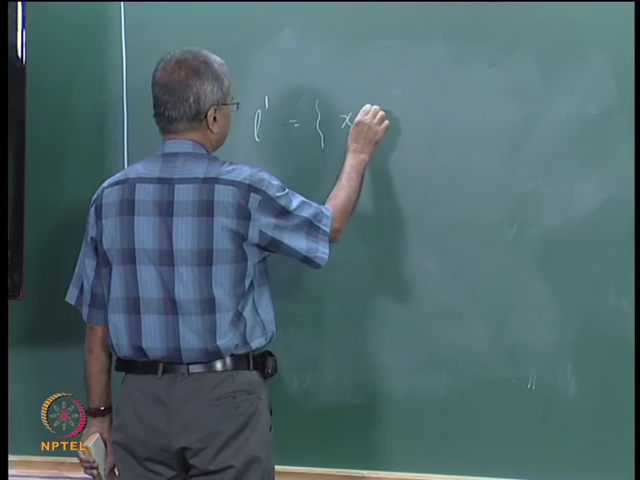 l¹ = { x
NPTEL